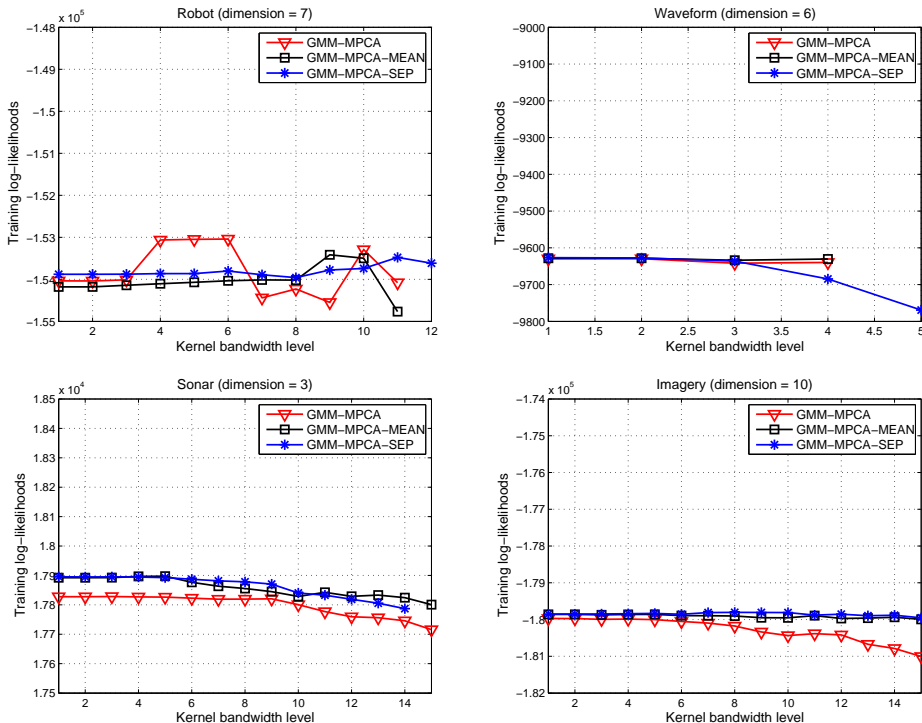 Robot (dimension = 7)
x 10^5
−1.48
−1.49
−1.5
−1.51
−1.52
−1.53
−1.54
−1.55
Training log−likelihoods
2
4
6
8
10
12
Kernel bandwidth level
GMM−MPCA
GMM−MPCA−MEAN
GMM−MPCA−SEP
Waveform (dimension = 6)
−9000
−9100
−9200
−9300
−9400
−9500
−9600
−9700
−9800
Training log−likelihoods
1
1.5
2
2.5
3
3.5
4
4.5
5
Kernel bandwidth level
GMM−MPCA
GMM−MPCA−MEAN
GMM−MPCA−SEP
Sonar (dimension = 3)
x 10^4
1.85
1.84
1.83
1.82
1.81
1.8
1.79
1.78
1.77
1.76
1.75
Training log−likelihoods
2
4
6
8
10
12
14
Kernel bandwidth level
GMM−MPCA
GMM−MPCA−MEAN
GMM−MPCA−SEP
Imagery (dimension = 10)
x 10^5
−1.74
−1.75
−1.76
−1.77
−1.78
−1.79
−1.8
−1.81
−1.82
Training log−likelihoods
2
4
6
8
10
12
14
Kernel bandwidth level
GMM−MPCA
GMM−MPCA−MEAN
GMM−MPCA−SEP